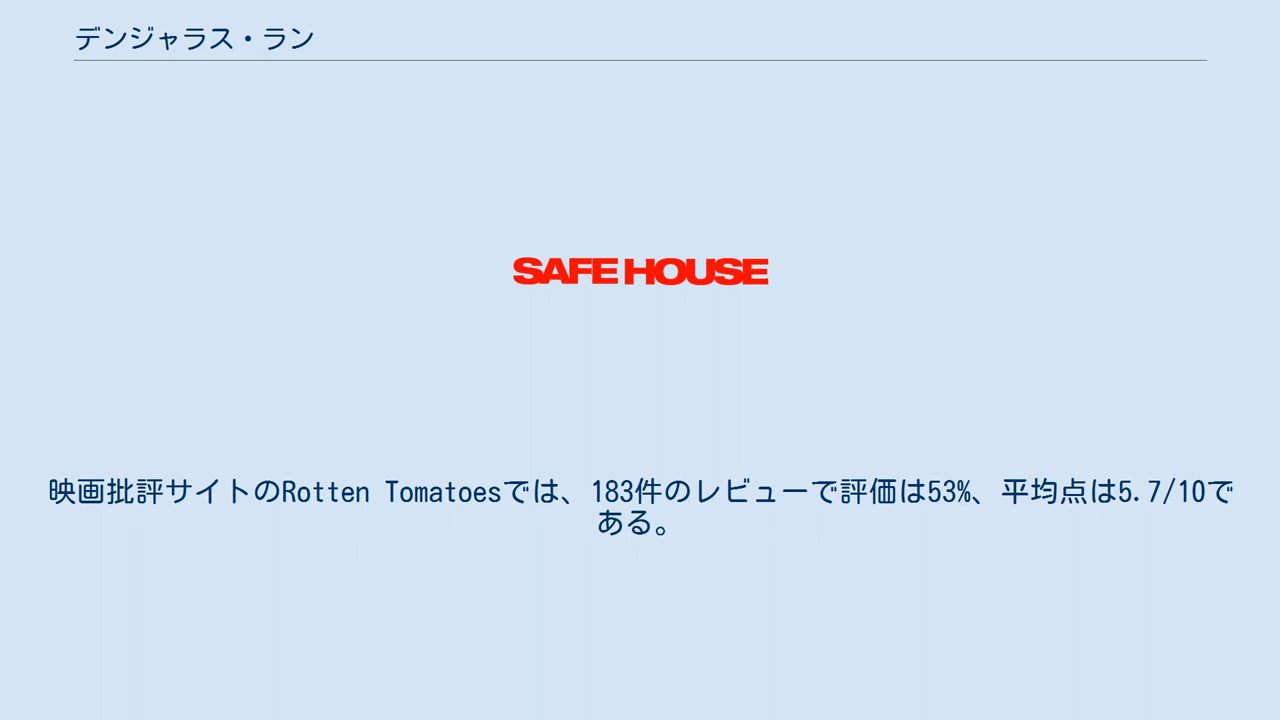 デンジャラス・ラン
SAFE HOUSE
映画批評サイトのRotten Tomatoesでは、183件のレビューで評価は53%、平均点は5.7/10で
ある。